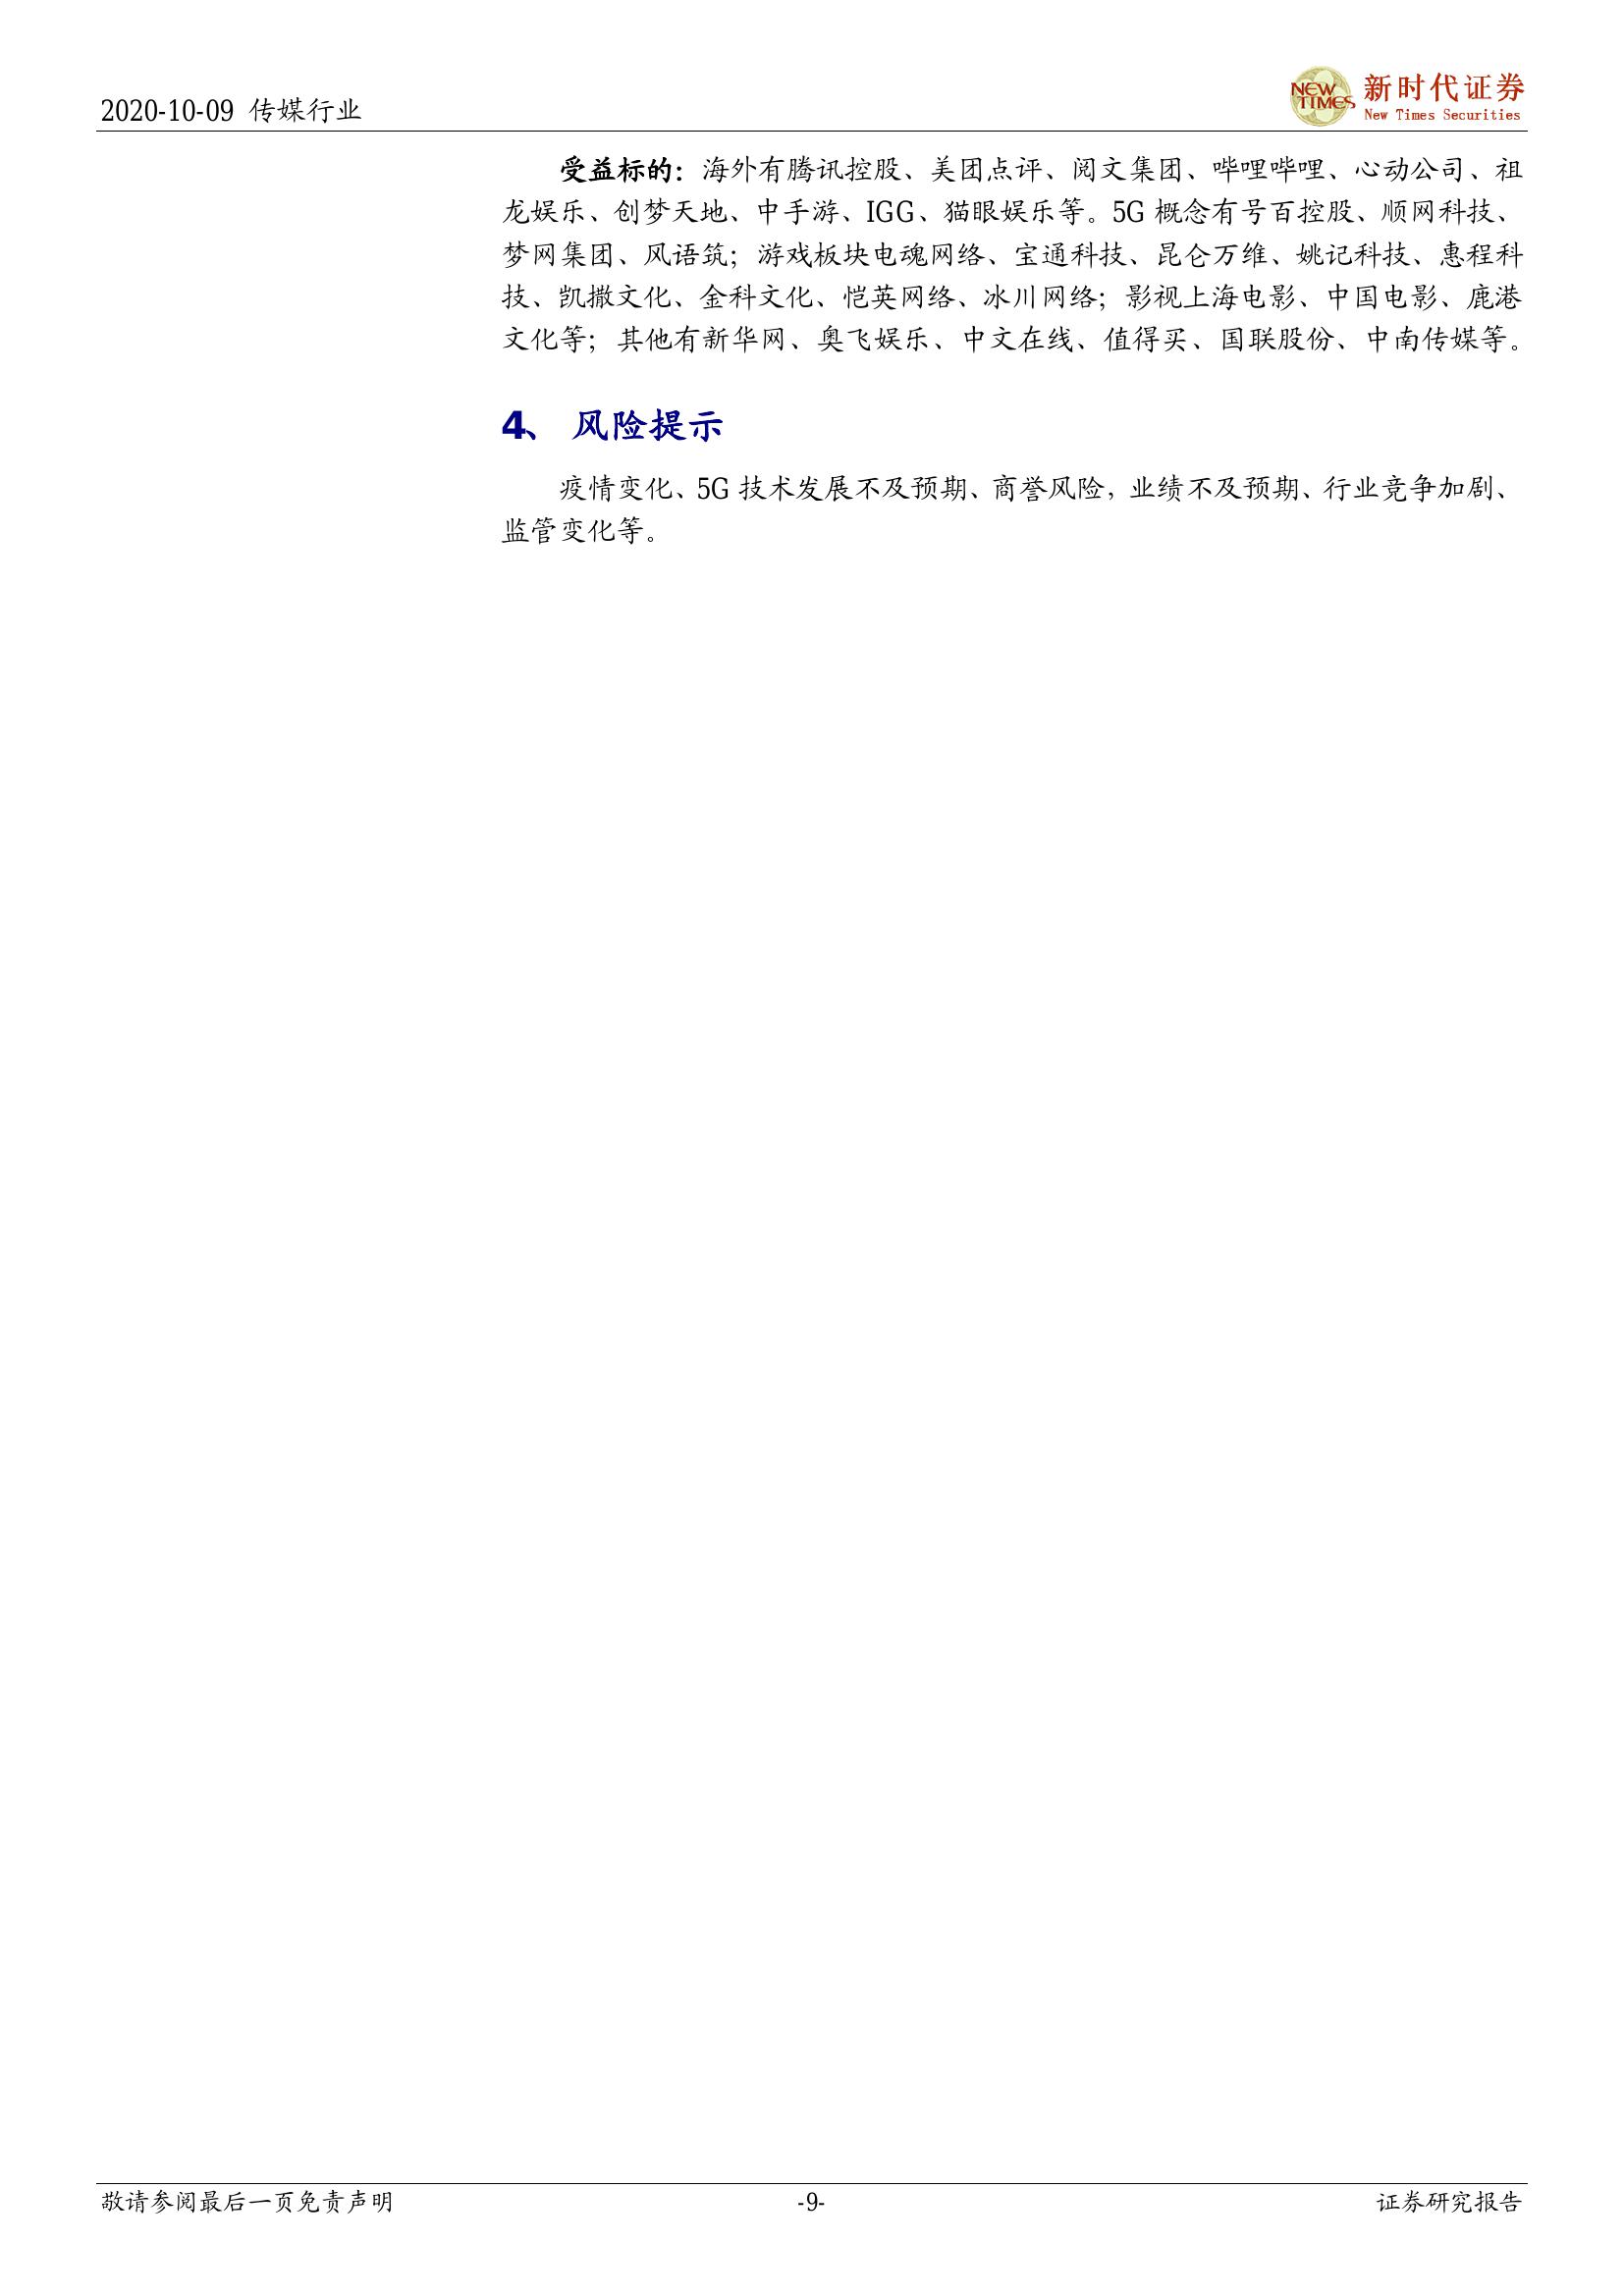 2020-10-09 传媒行业
NEW TIMES
新时代证券
New Times Securities
受益标的：海外有腾讯控股、美团点评、阅文集团、哔哩哔哩、心动公司、祖
龙娱乐、创梦天地、中手游、IGG、猫眼娱乐等。5G 概念有号百控股、顺网科技、
梦网集团、风语筑；游戏板块电魂网络、宝通科技、昆仑万维、姚记科技、惠程科
技、凯撒文化、金科文化、恺英网络、冰川网络；影视上海电影、中国电影、鹿港
文化等；其他有新华网、奥飞娱乐、中文在线、值得买、国联股份、中南传媒等。
4、 风险提示
疫情变化、5G 技术发展不及预期、商誉风险，业绩不及预期、行业竞争加剧、
监管变化等。
敬请参阅最后一页免责声明
-9-
证券研究报告